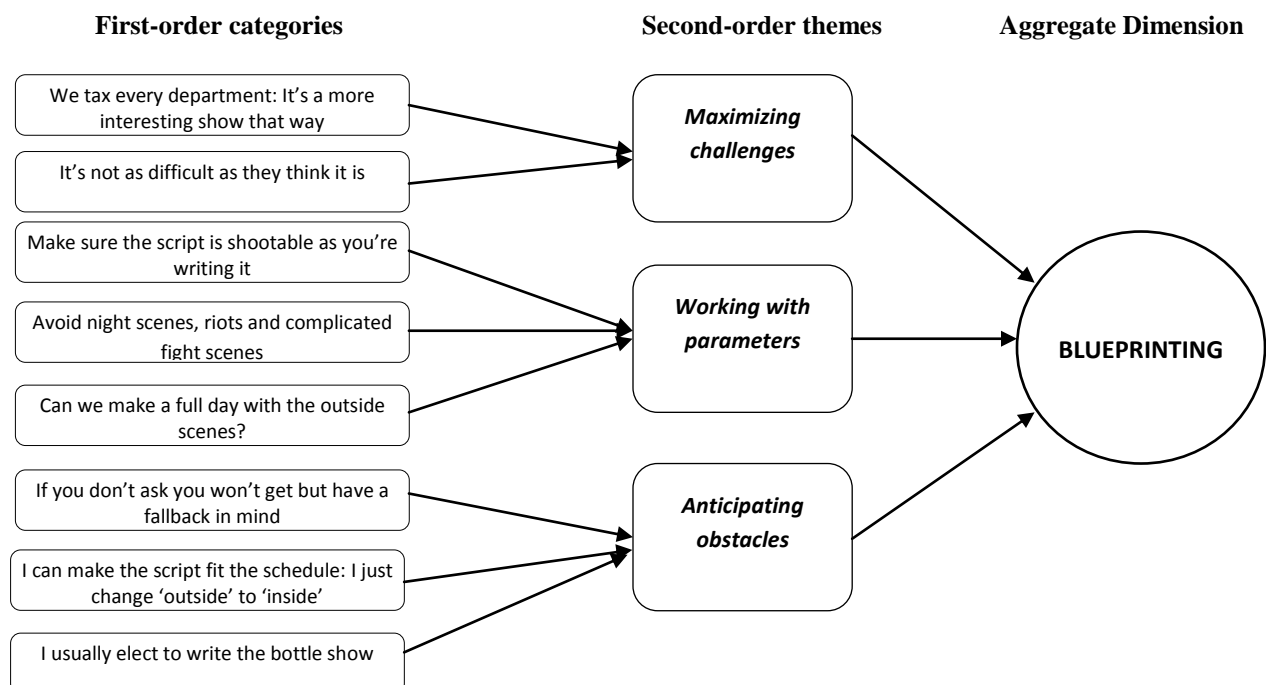 First-order categories
Second-order themes
Aggregate Dimension
We tax every department: It’s a more
interesting show that way
It’s not as difficult as they think it is
Make sure the script is shootable as you’re
writing it
Avoid night scenes, riots and complicated
fight scenes
Can we make a full day with the outside
scenes?
If you don’t ask you won’t get but have a
fallback in mind
I can make the script fit the schedule: I just
change ‘outside’ to ‘inside’
I usually elect to write the bottle show
Maximizing
challenges
Working with
parameters
Anticipating
obstacles
BLUEPRINTING